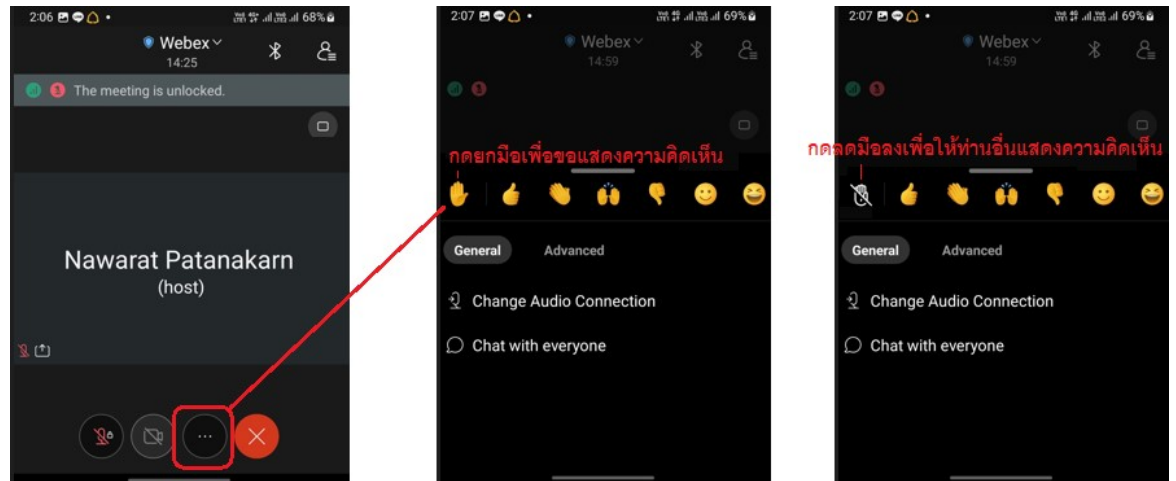 2:06
68%
Webex
14:25
The meeting is unlocked.
Nawarat Patanakarn
(host)
2:07
69%
Webex
14:59
กดยกมือเพื่อขอแสดงความคิดเห็น
General
Advanced
Change Audio Connection
Chat with everyone
2:07
69%
Webex
14:59
กดลดมือลงเพื่อให้ท่านอื่นแสดงความคิดเห็น
General
Advanced
Change Audio Connection
Chat with everyone